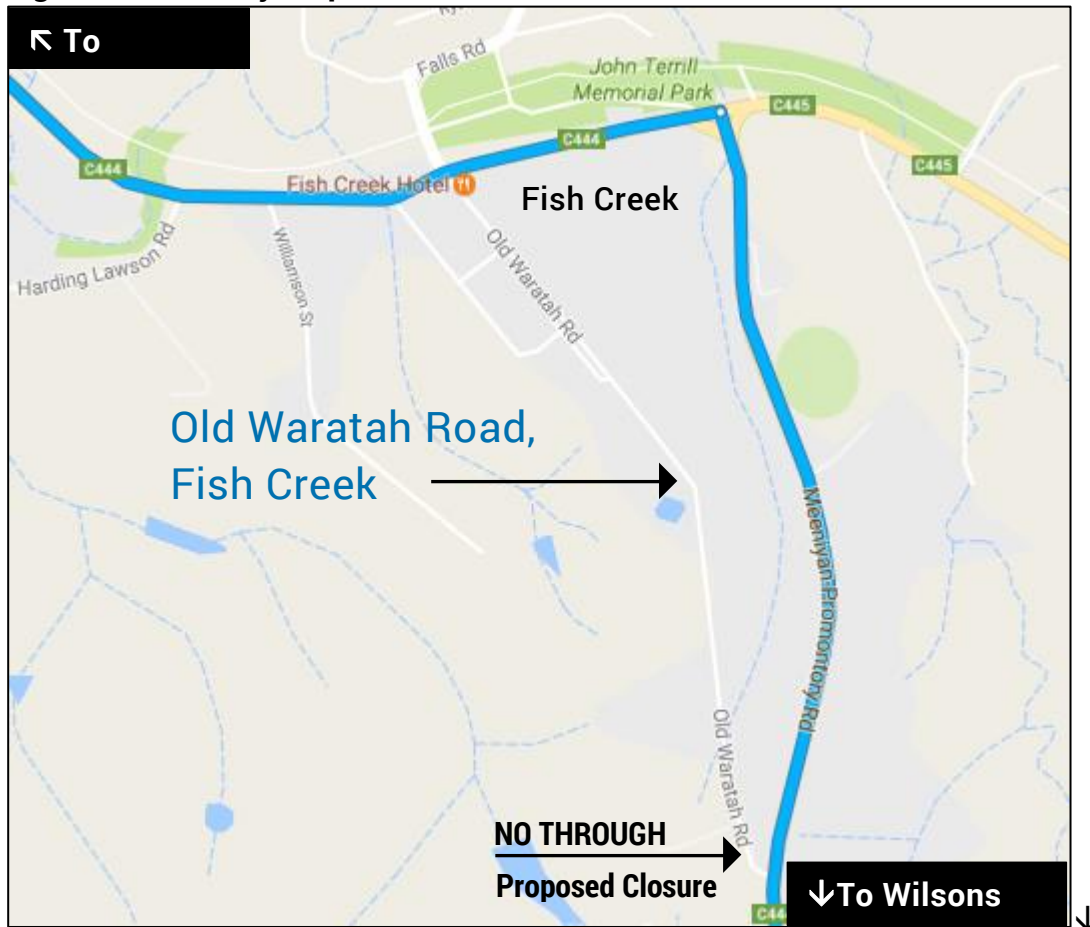 ↖ To
Falls Rd
John Terrill
Memorial Park
C445
C444
C445
C444
Fish Creek Hotel
Fish Creek
Harding Lawson Rd
Williamson St
Old Waratah Rd
Old Waratah Road,
Fish Creek
Meeniyan-Promontory Rd
Old Waratah Rd
NO THROUGH
Proposed Closure
↓To Wilsons